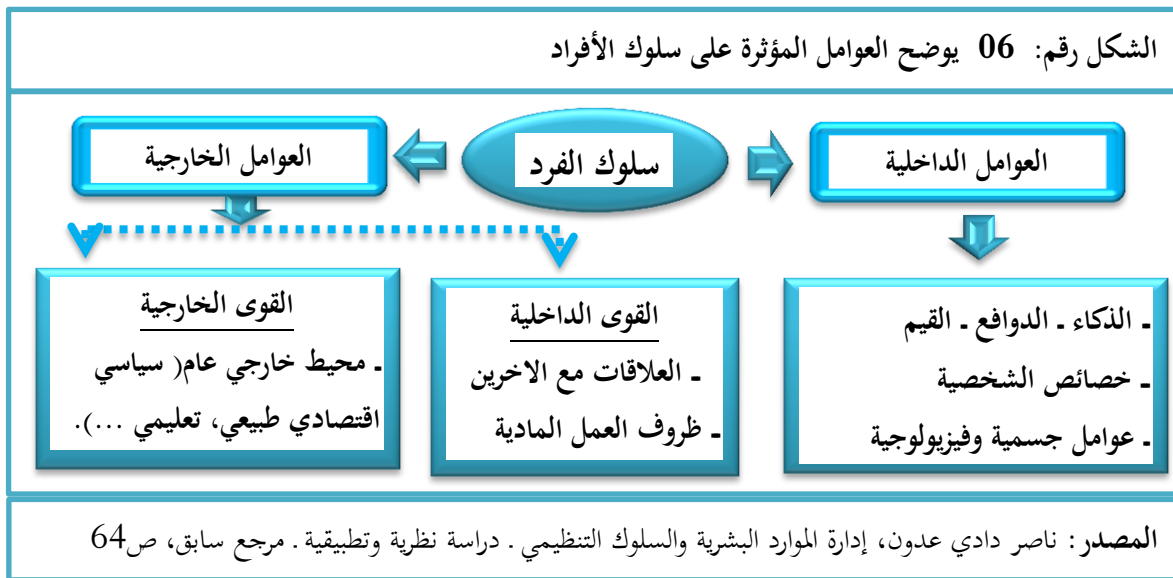 الشكل رقم: 06 يوضح العوامل المؤثرة على سلوك الأفراد
العوامل الداخلية
سلوك الفرد
العوامل الخارجية
ـ الذكاء ـ الدوافع ـ القيم
ـ خصائص الشخصية
ـ عوامل جسمية وفيزيولوجية
القوى الداخلية
ـ العلاقات مع الاخرين
ـ ظروف العمل المادية
القوى الخارجية
ـ محيط خارجي عام( سياسي
اقتصادي طبيعي، تعليمي ...).
المصدر: ناصر دادي عدون، إدارة الموارد البشرية والسلوك التنظيمي ـ دراسة نظرية وتطبيقية ـ مرجع سابق، ص64